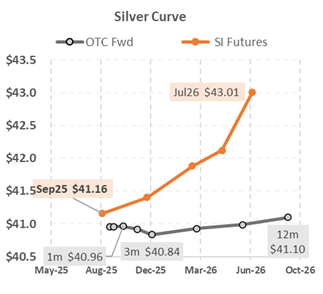 Silver Curve
OTC Fwd SI Futures
$43.5
$43.0
$42.5
$42.0
$41.5
$41.0
$40.5
Jul26 $43.01
Sep25 $41.16
1m $40.96
3m $40.84
12m
$41.10
May-25 Aug-25 Dec-25 Mar-26 Jun-26 Oct-26